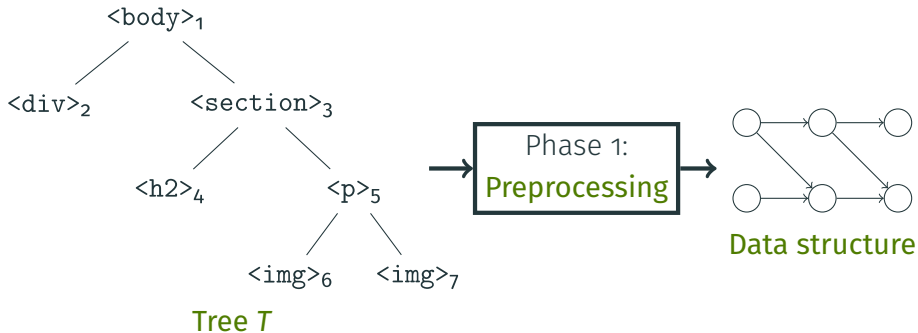 <body>₁
<div>₂
<section>₃
<h2>₄
<p>₅
<img>₆
<img>₇
Tree T
Phase 1:
Preprocessing
Data structure